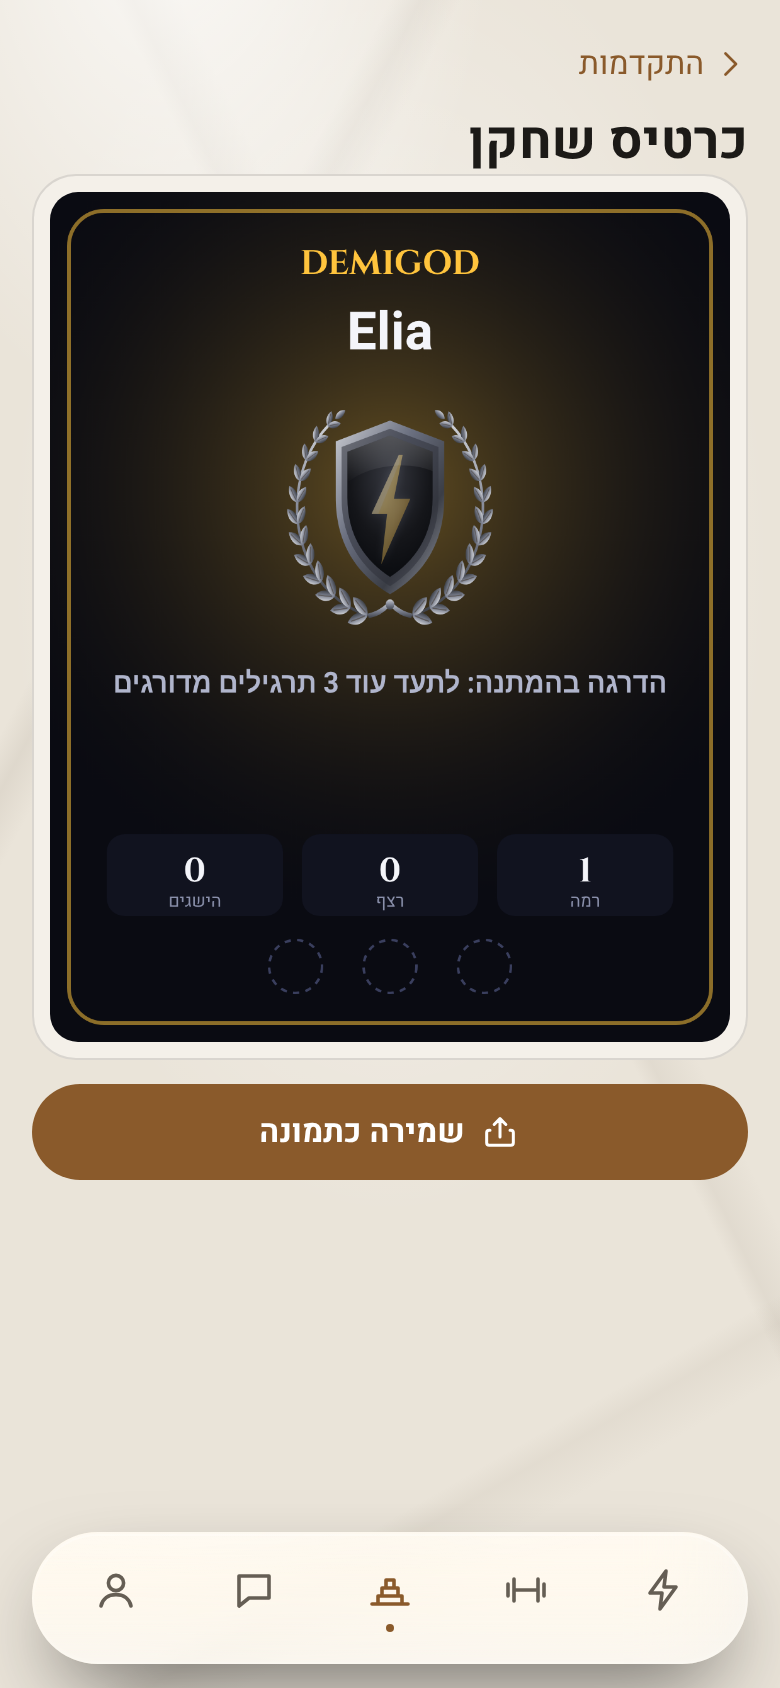 התקדמות
כרטיס שחקן
DEMIGOD
Elia
הדרגה בהמתנה: לתעד עוד 3 תרגילים מדורגים
1
רמה
0
רצף
0
הישגים
שמירה כתמונה